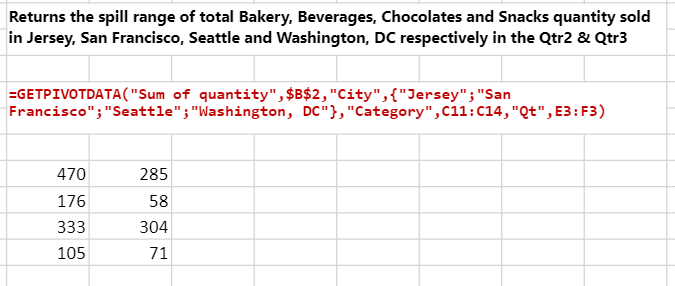 Returns the spill range of total Bakery, Beverages, Chocolates and Snacks quantity sold
in Jersey, San Francisco, Seattle and Washington, DC respectively in the Qtr2 & Qtr3
=GETPIVOTDATA("Sum of quantity",$B$2,"City",{"Jersey";"San
Francisco";"Seattle";"Washington, DC"},"Category",C11:C14,"Qt",E3:F3)
470 285
176 58
333 304
105 71